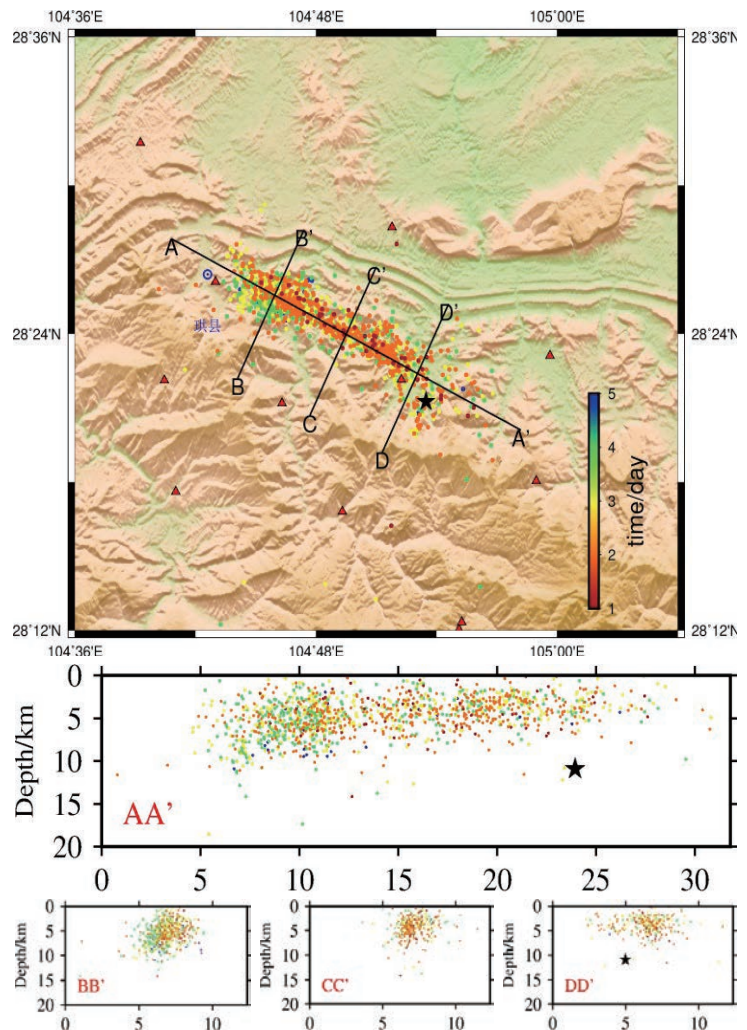 104°36'E 104°48' 105°00'E
28°36'N 28°36'N
A
B'
C'
28°24'N 28°24'N
D'
珙县
B
C
D
A'
5
4
3
2
1
time/day
28°12'N 28°12'N
104°36'E 104°48' 105°00'E
Depth/km
0
5
10
15
20
AA'
0 5 10 15 20 25 30
Depth/km
0
5
10
15
20
BB'
0 5 10
Depth/km
0
5
10
15
20
CC'
0 5 10
Depth/km
0
5
10
15
20
DD'
0 5 10